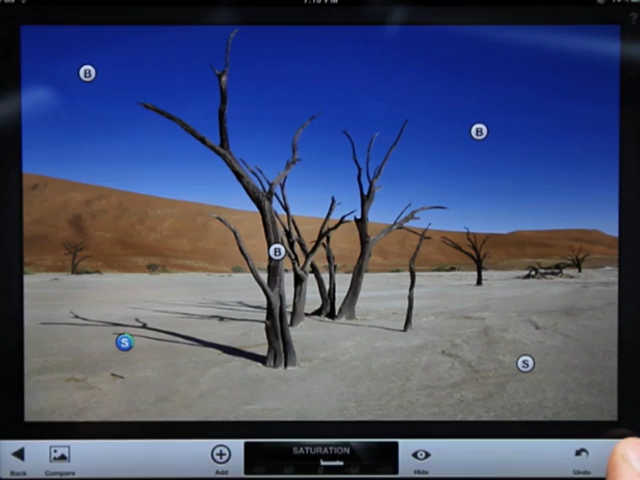 ?
B
B
B
S
S
SATURATION
Back
Compare
Add
Hide
Undo